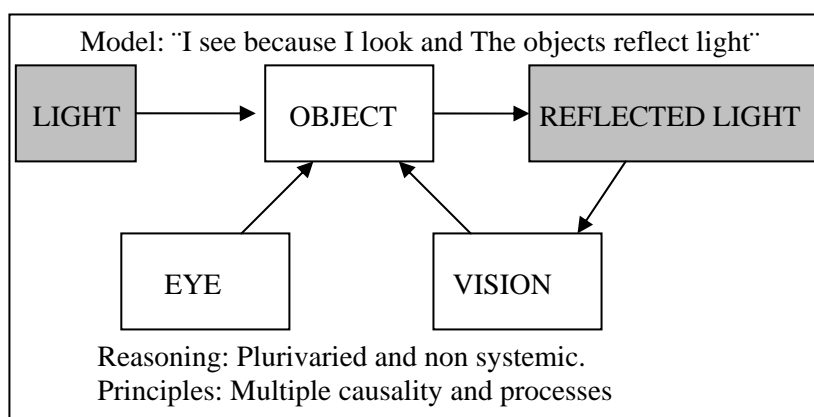 Model: ¨I see because I look and The objects reflect light¨
LIGHT
OBJECT
REFLECTED LIGHT
EYE
VISION
Reasoning: Plurivaried and non systemic.
Principles: Multiple causality and processes